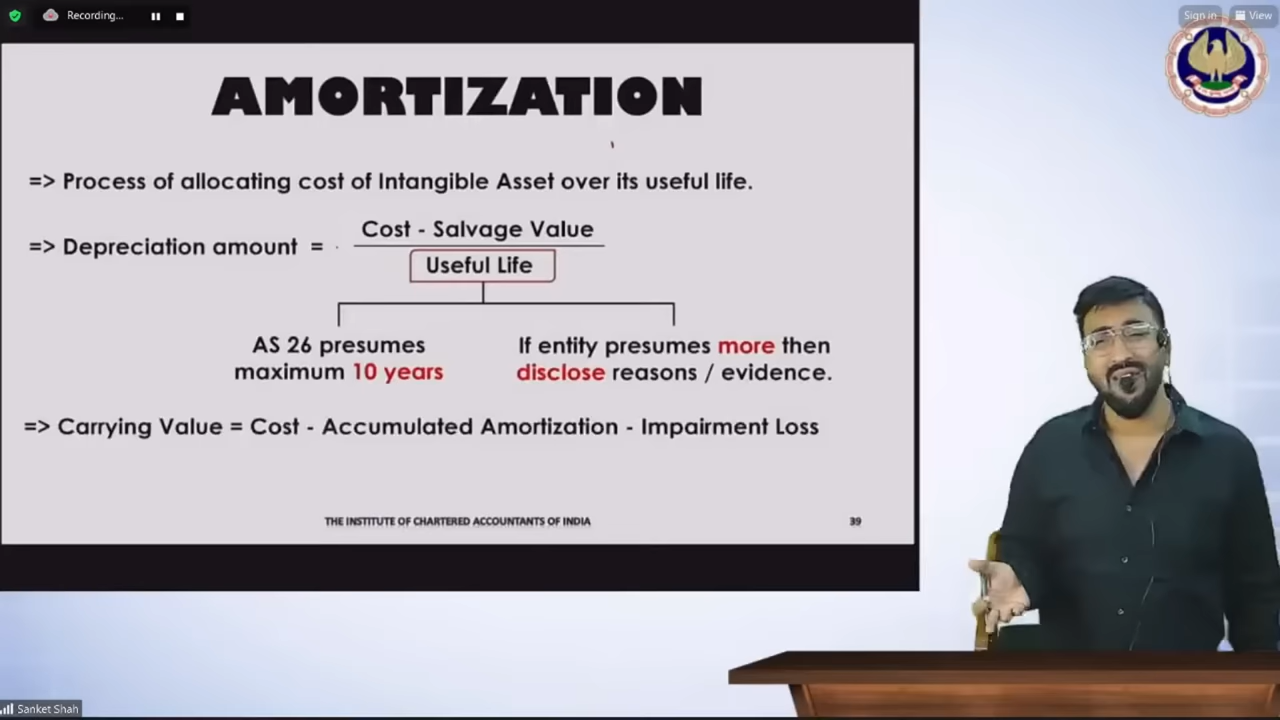 Recording...
Sign in
View
AMORTIZATION
=> Process of allocating cost of Intangible Asset over its useful life.
=> Depreciation amount =
Cost - Salvage Value
Useful Life
AS 26 presumes
maximum 10 years
If entity presumes more then
disclose reasons / evidence.
=> Carrying Value = Cost - Accumulated Amortization - Impairment Loss
THE INSTITUTE OF CHARTERED ACCOUNTANTS OF INDIA
39
Sanket Shah